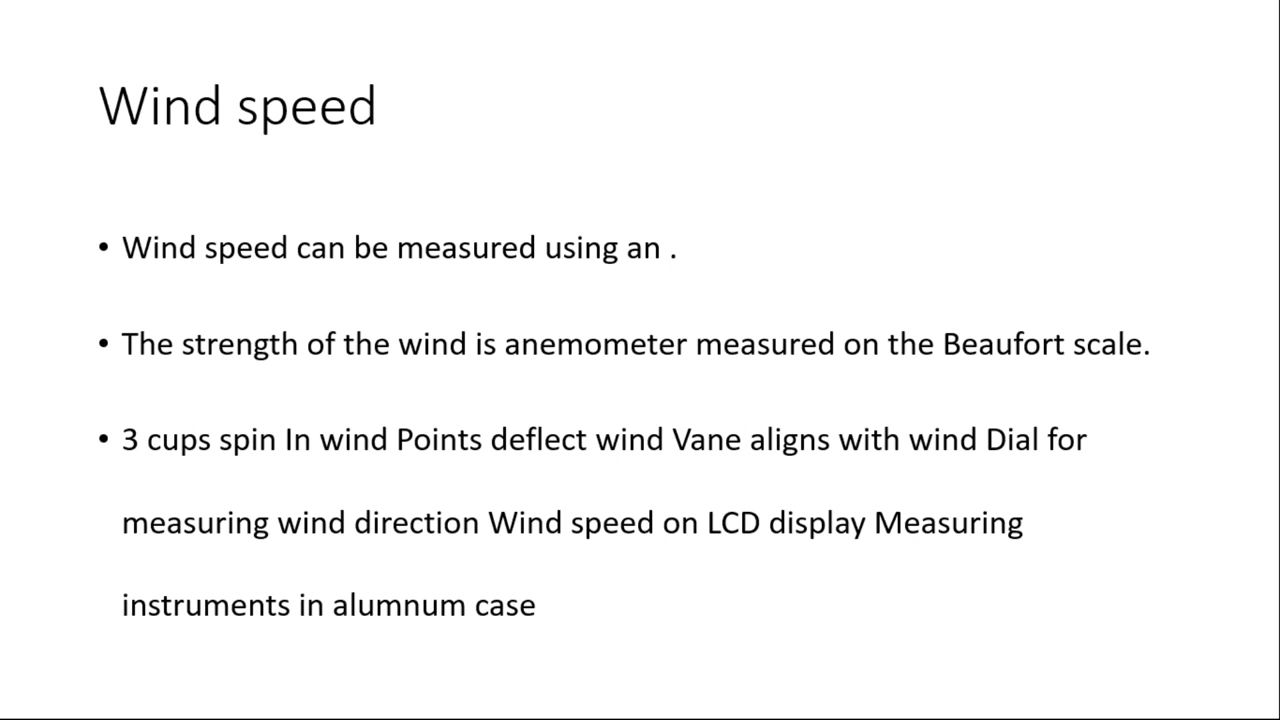 Wind speed
• Wind speed can be measured using an .
• The strength of the wind is anemometer measured on the Beaufort scale.
• 3 cups spin In wind Points deflect wind Vane aligns with wind Dial for
measuring wind direction Wind speed on LCD display Measuring
instruments in alumnum case